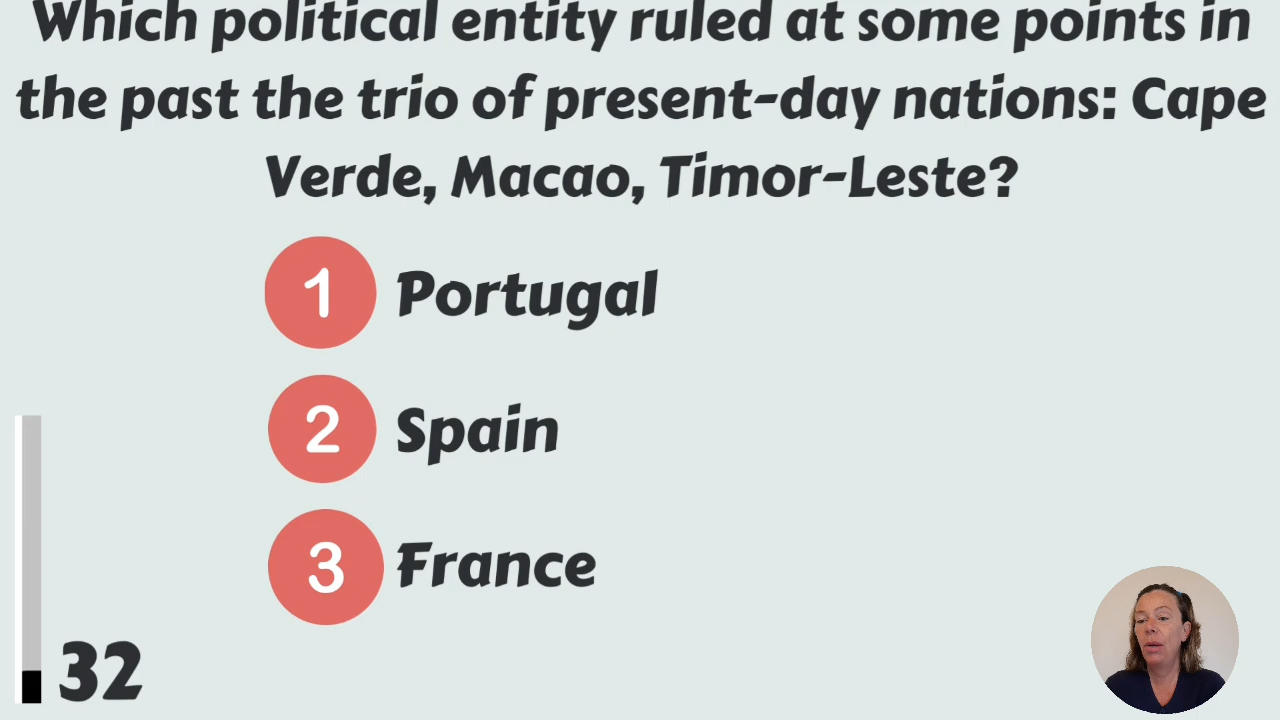 Which political entity ruled at some points in
the past the trio of present-day nations: Cape
Verde, Macao, Timor-Leste?
1 Portugal
2 Spain
3 France
32